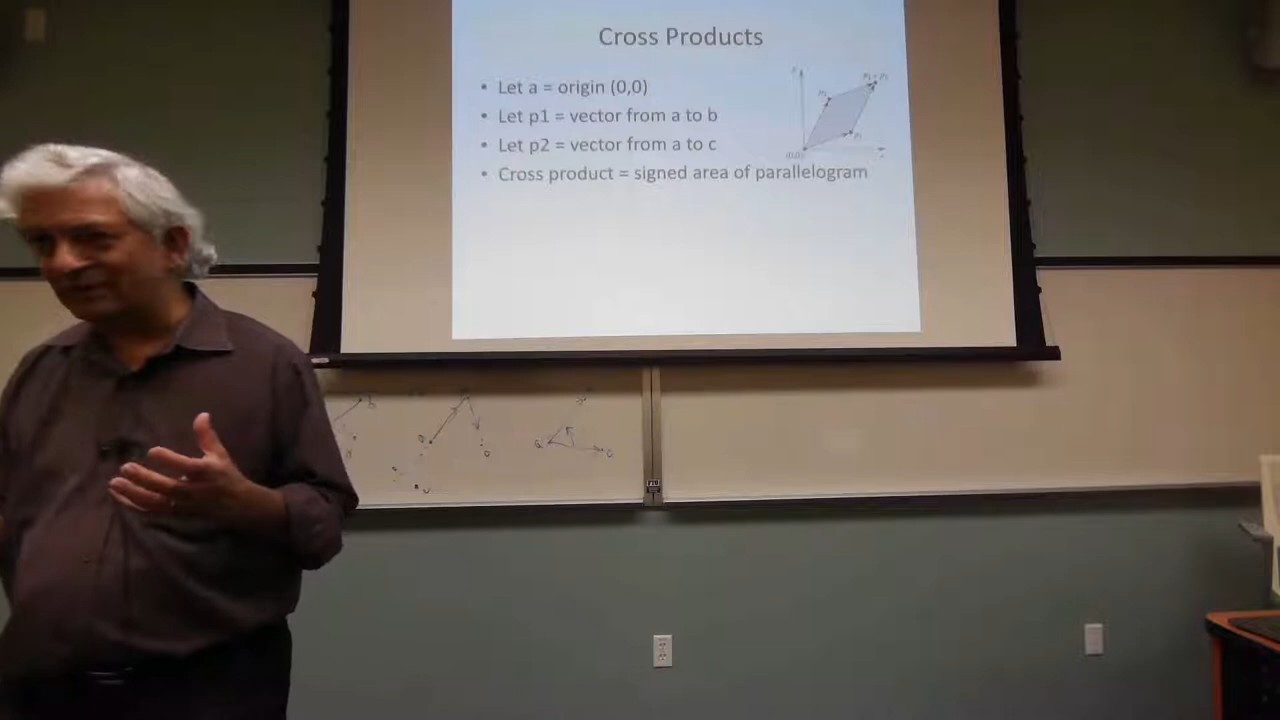 Cross Products
• Let a = origin (0,0)
• Let p1 = vector from a to b
• Let p2 = vector from a to c
• Cross product = signed area of parallelogram